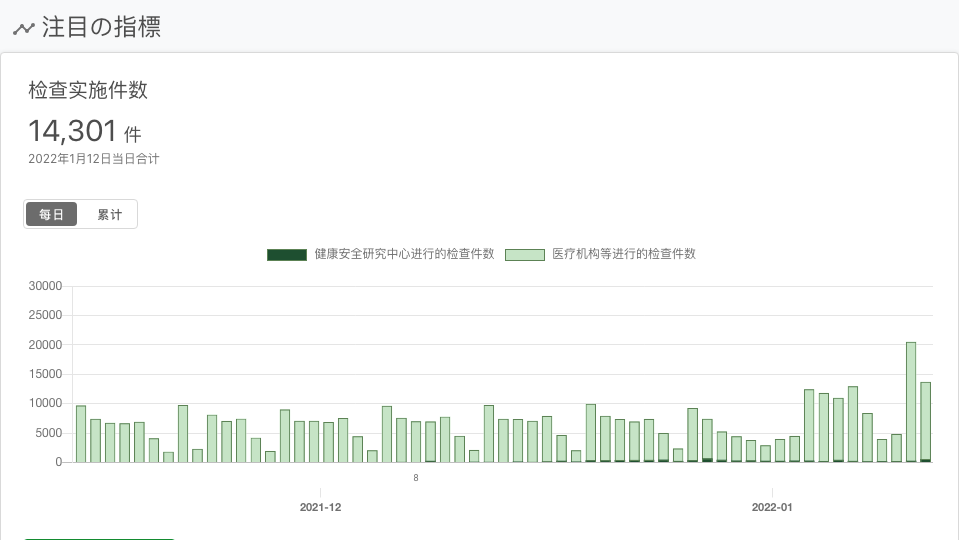 注目の指標
检查实施件数
14,301 件
2022年1月12日当日合计
每日 累计
健康安全研究中心进行的检查件数 医疗机构等进行的检查件数
30000
25000
20000
15000
10000
5000
0
8
2021-12 2022-01